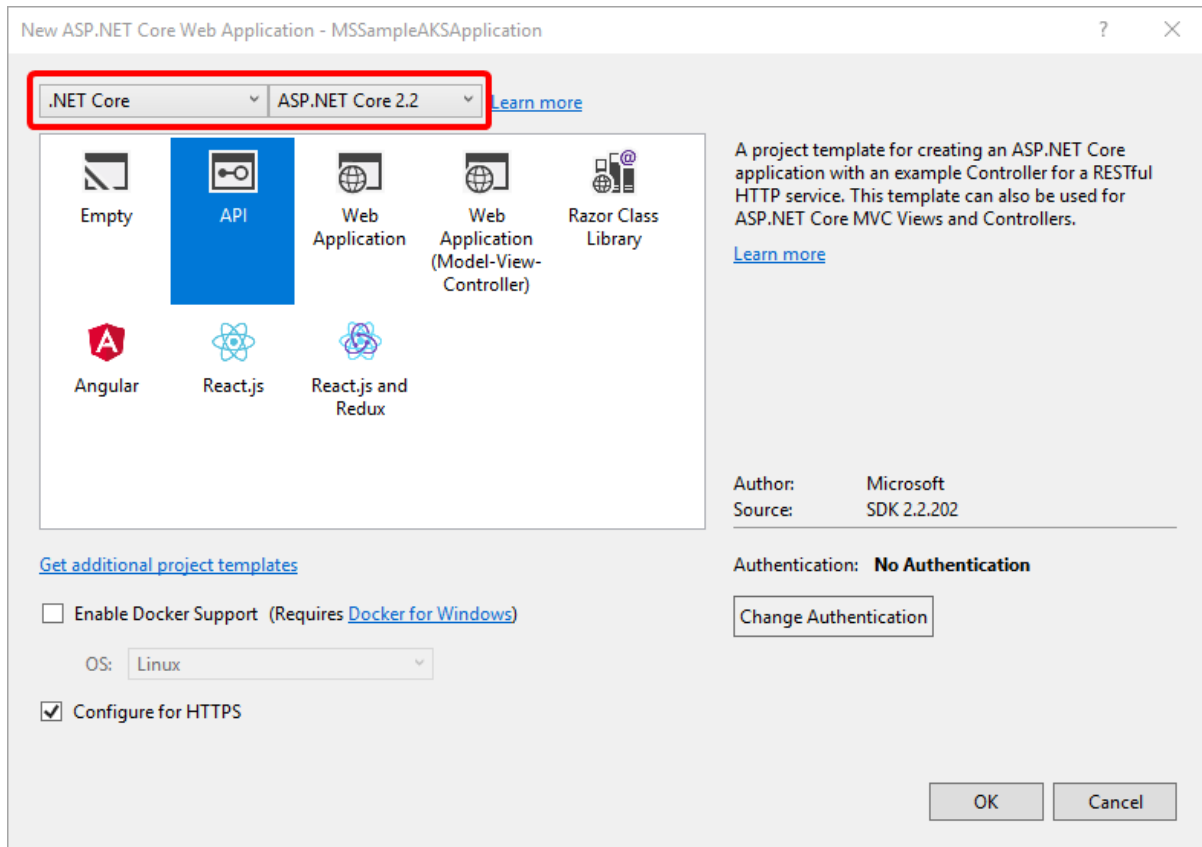 New ASP.NET Core Web Application - MSSampleAKSApplication
?
.NET Core
ASP.NET Core 2.2
Learn more
Empty
API
Web
Application
Web
Application
(Model-View-
Controller)
Razor Class
Library
Angular
React.js
React.js and
Redux
A project template for creating an ASP.NET Core
application with an example Controller for a RESTful
HTTP service. This template can also be used for
ASP.NET Core MVC Views and Controllers.
Learn more
Author: Microsoft
Source: SDK 2.2.202
Get additional project templates
Authentication: No Authentication
Enable Docker Support (Requires Docker for Windows)
Change Authentication
OS: Linux
Configure for HTTPS
OK
Cancel